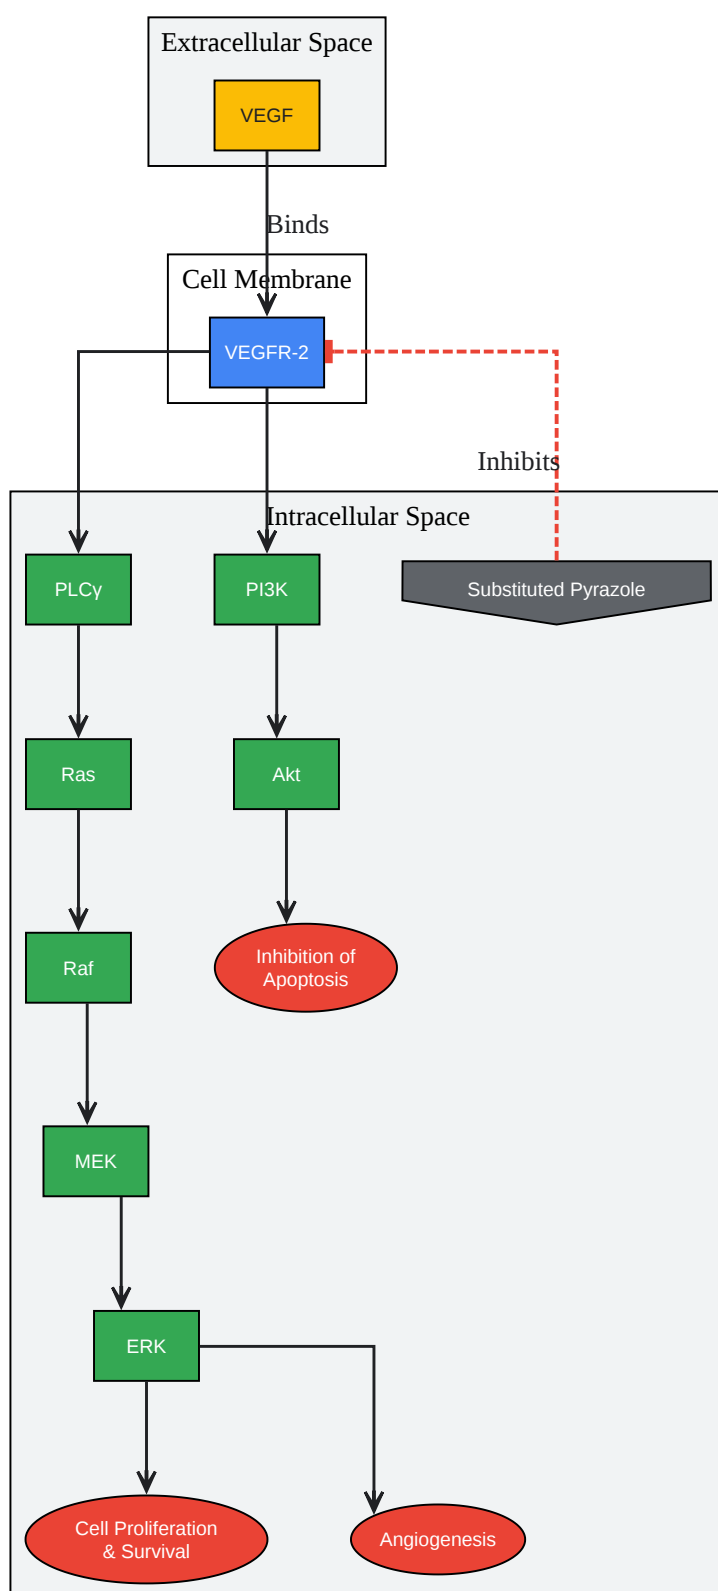 Extracellular Space
VEGF
Binds
Cell Membrane
VEGFR-2
Inhibits
Intracellular Space
PLCγ
PI3K
Substituted Pyrazole
Ras
Akt
Raf
Inhibition of
Apoptosis
MEK
ERK
Cell Proliferation
& Survival
Angiogenesis